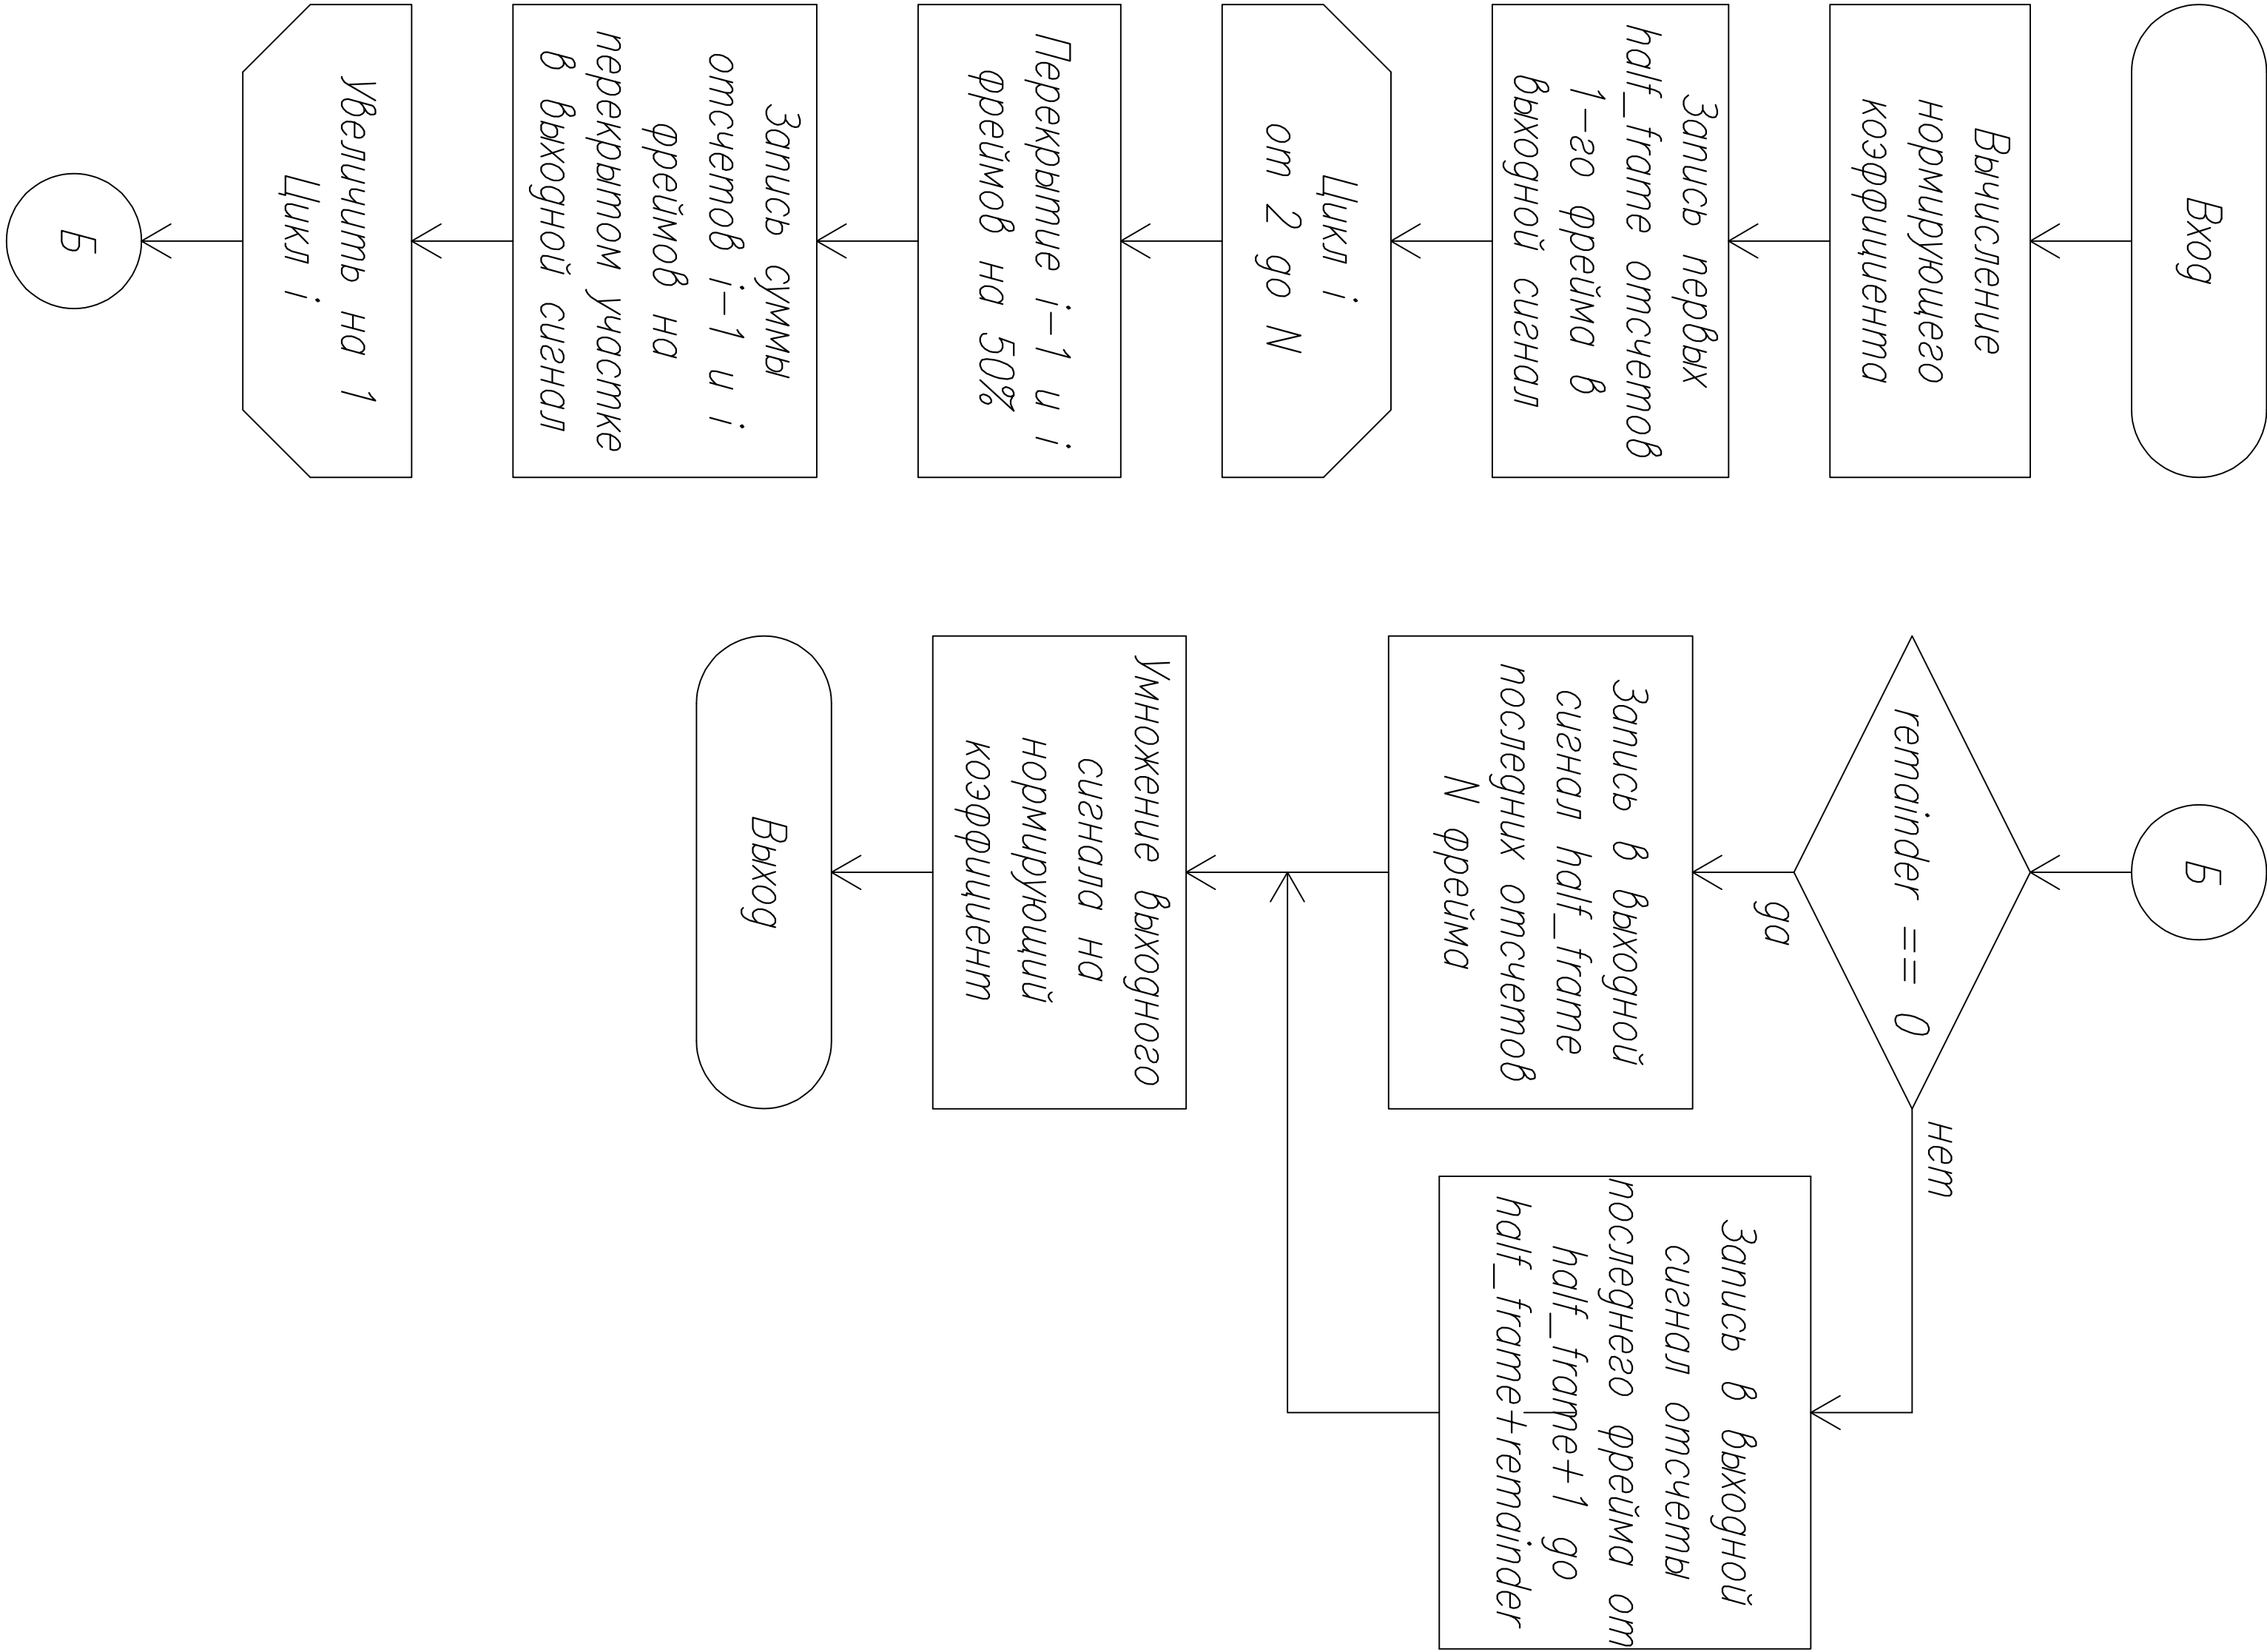 Вход
Вычисление
нормирующего
коэффициента
Запись первых
half_frame отсчетов
1-го фрейма в
выходной сигнал
Цикл i
от 2 до N
Перекрытие i-1 и i
фреймов на 50%
Запись суммы
отсчетов i-1 и i
фреймов на
перекрытом участке
в выходной сигнал
Увеличить на 1
Цикл i
Б
Б
remainder == 0
да
нет
Запись в выходной
сигнал half_frame
последних отсчетов
N фрейма
Запись в выходной
сигнал отсчеты
последнего фрейма от
half_frame+1 до
half_frame+remainder
Умножение выходного
сигнала на
нормирующий
коэффициент
Выход